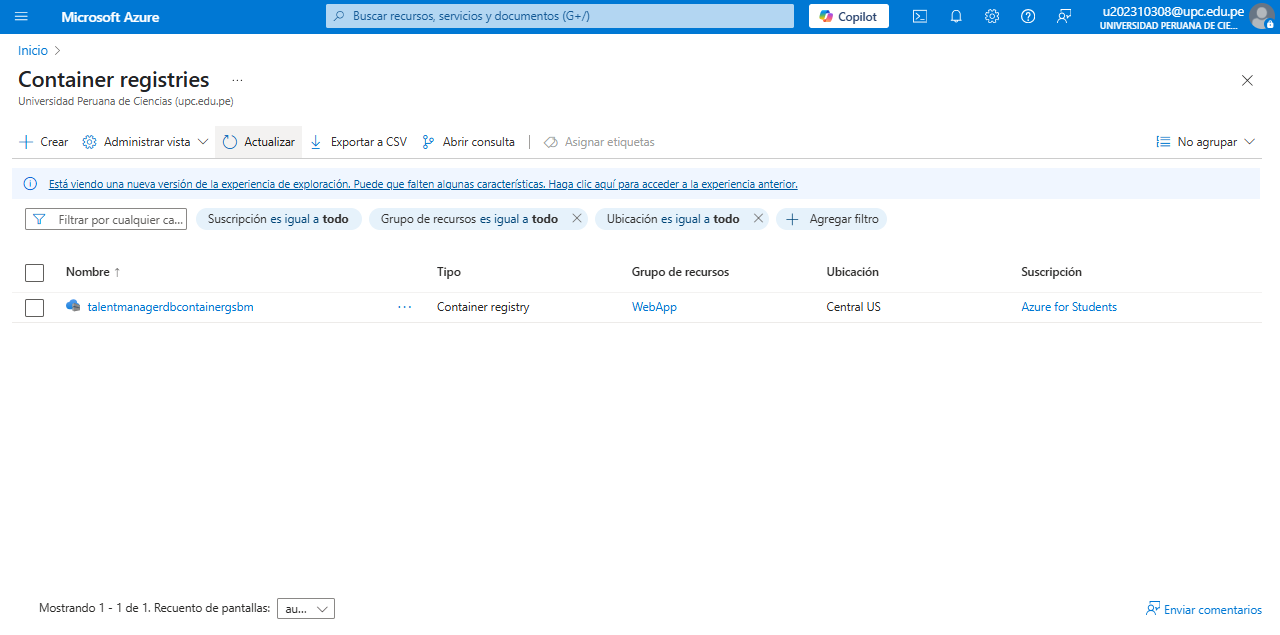 Microsoft Azure
Buscar recursos, servicios y documentos (G+/)
Copilot
u202310308@upc.edu.pe
UNIVERSIDAD PERUANA DE CIE...
Inicio
Container registries ...
Universidad Peruana de Ciencias (upc.edu.pe)
Crear Administrar vista Actualizar Exportar a CSV Abrir consulta Asignar etiquetas No agrupar
Está viendo una nueva versión de la experiencia de exploración. Puede que falten algunas características. Haga clic aquí para acceder a la experiencia anterior.
Filtrar por cualquier ca... Suscripción es igual a todo Grupo de recursos es igual a todo Ubicación es igual a todo Agregar filtro
Nombre ↑ Tipo Grupo de recursos Ubicación Suscripción
talentmanagerdbcontainergsbm ... Container registry WebApp Central US Azure for Students
Mostrando 1 - 1 de 1. Recuento de pantallas: au... Enviar comentarios